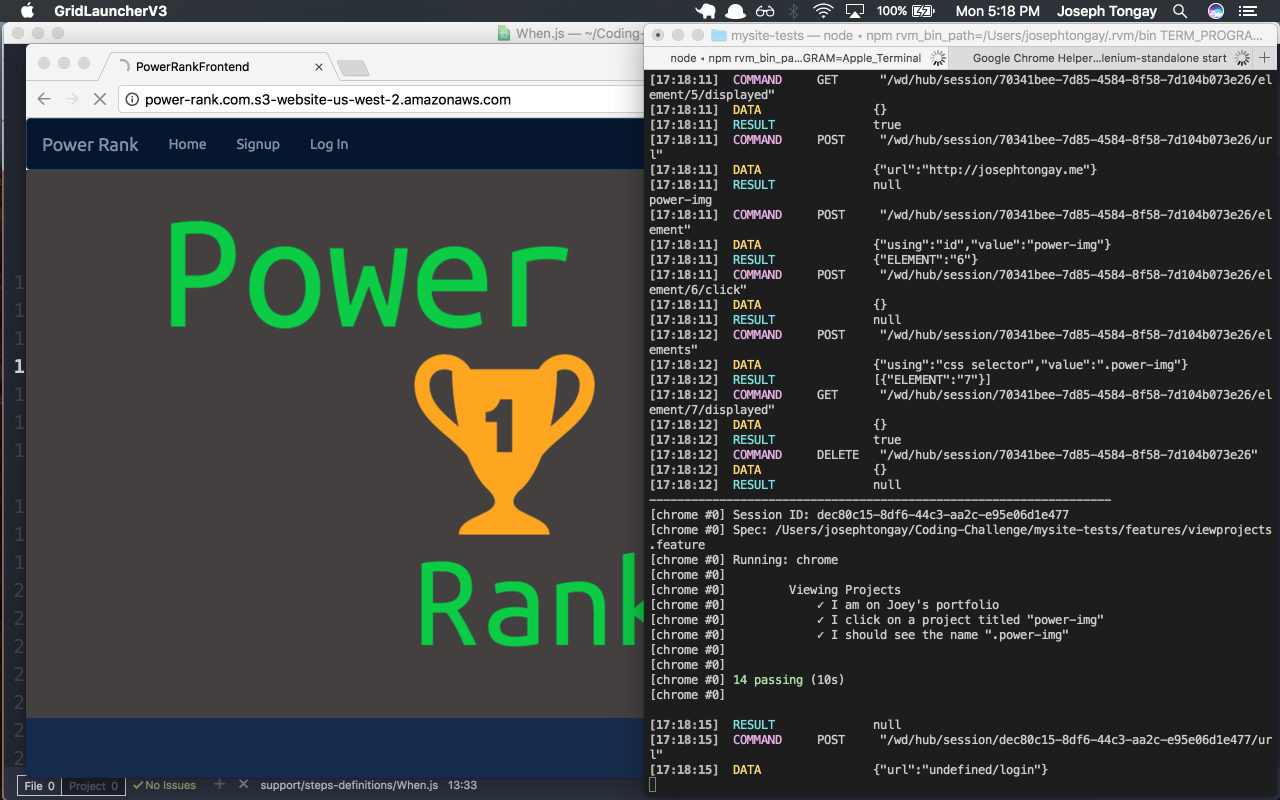 GridLauncherV3
100%
Mon 5:18 PM
Joseph Tongay
When.js — ~/Coding-
PowerRankFrontend
power-rank.com.s3-website-us-west-2.amazonaws.com
Power Rank
Home
Signup
Log In
Power
1
Rank
File 0
Project 0
No Issues
support/steps-definitions/When.js
13:33
mysite-tests — node ◂ npm rvm_bin_path=/Users/josephtongay/.rvm/bin TERM_PROGRA...
node ◂ npm rvm_bin_pa...GRAM=Apple_Terminal
Google Chrome Helper...lenium-standalone start
[17:18:11] COMMAND GET "/wd/hub/session/70341bee-7d85-4584-8f58-7d104b073e26/el
ement/5/displayed"
[17:18:11] DATA {}
[17:18:11] RESULT true
[17:18:11] COMMAND POST "/wd/hub/session/70341bee-7d85-4584-8f58-7d104b073e26/ur
l"
[17:18:11] DATA {"url":"http://josephtongay.me"}
[17:18:11] RESULT null
power-img
[17:18:11] COMMAND POST "/wd/hub/session/70341bee-7d85-4584-8f58-7d104b073e26/el
ement"
[17:18:11] DATA {"using":"id","value":"power-img"}
[17:18:11] RESULT {"ELEMENT":"6"}
[17:18:11] COMMAND POST "/wd/hub/session/70341bee-7d85-4584-8f58-7d104b073e26/el
ement/6/click"
[17:18:11] DATA {}
[17:18:11] RESULT null
[17:18:12] COMMAND POST "/wd/hub/session/70341bee-7d85-4584-8f58-7d104b073e26/el
ements"
[17:18:12] DATA {"using":"css selector","value":".power-img"}
[17:18:12] RESULT [{"ELEMENT":"7"}]
[17:18:12] COMMAND GET "/wd/hub/session/70341bee-7d85-4584-8f58-7d104b073e26/el
ement/7/displayed"
[17:18:12] DATA {}
[17:18:12] RESULT true
[17:18:12] COMMAND DELETE "/wd/hub/session/70341bee-7d85-4584-8f58-7d104b073e26"
[17:18:12] DATA {}
[17:18:12] RESULT null
[chrome #0] Session ID: dec80c15-8df6-44c3-aa2c-e95e06d1e477
[chrome #0] Spec: /Users/josephtongay/Coding-Challenge/mysite-tests/features/viewprojects
.feature
[chrome #0] Running: chrome
[chrome #0]
[chrome #0] Viewing Projects
[chrome #0] ✓ I am on Joey's portfolio
[chrome #0] ✓ I click on a project titled "power-img"
[chrome #0] ✓ I should see the name ".power-img"
[chrome #0]
[chrome #0]
[chrome #0] 14 passing (10s)
[chrome #0]
[17:18:15] RESULT null
[17:18:15] COMMAND POST "/wd/hub/session/dec80c15-8df6-44c3-aa2c-e95e06d1e477/ur
l"
[17:18:15] DATA {"url":"undefined/login"}